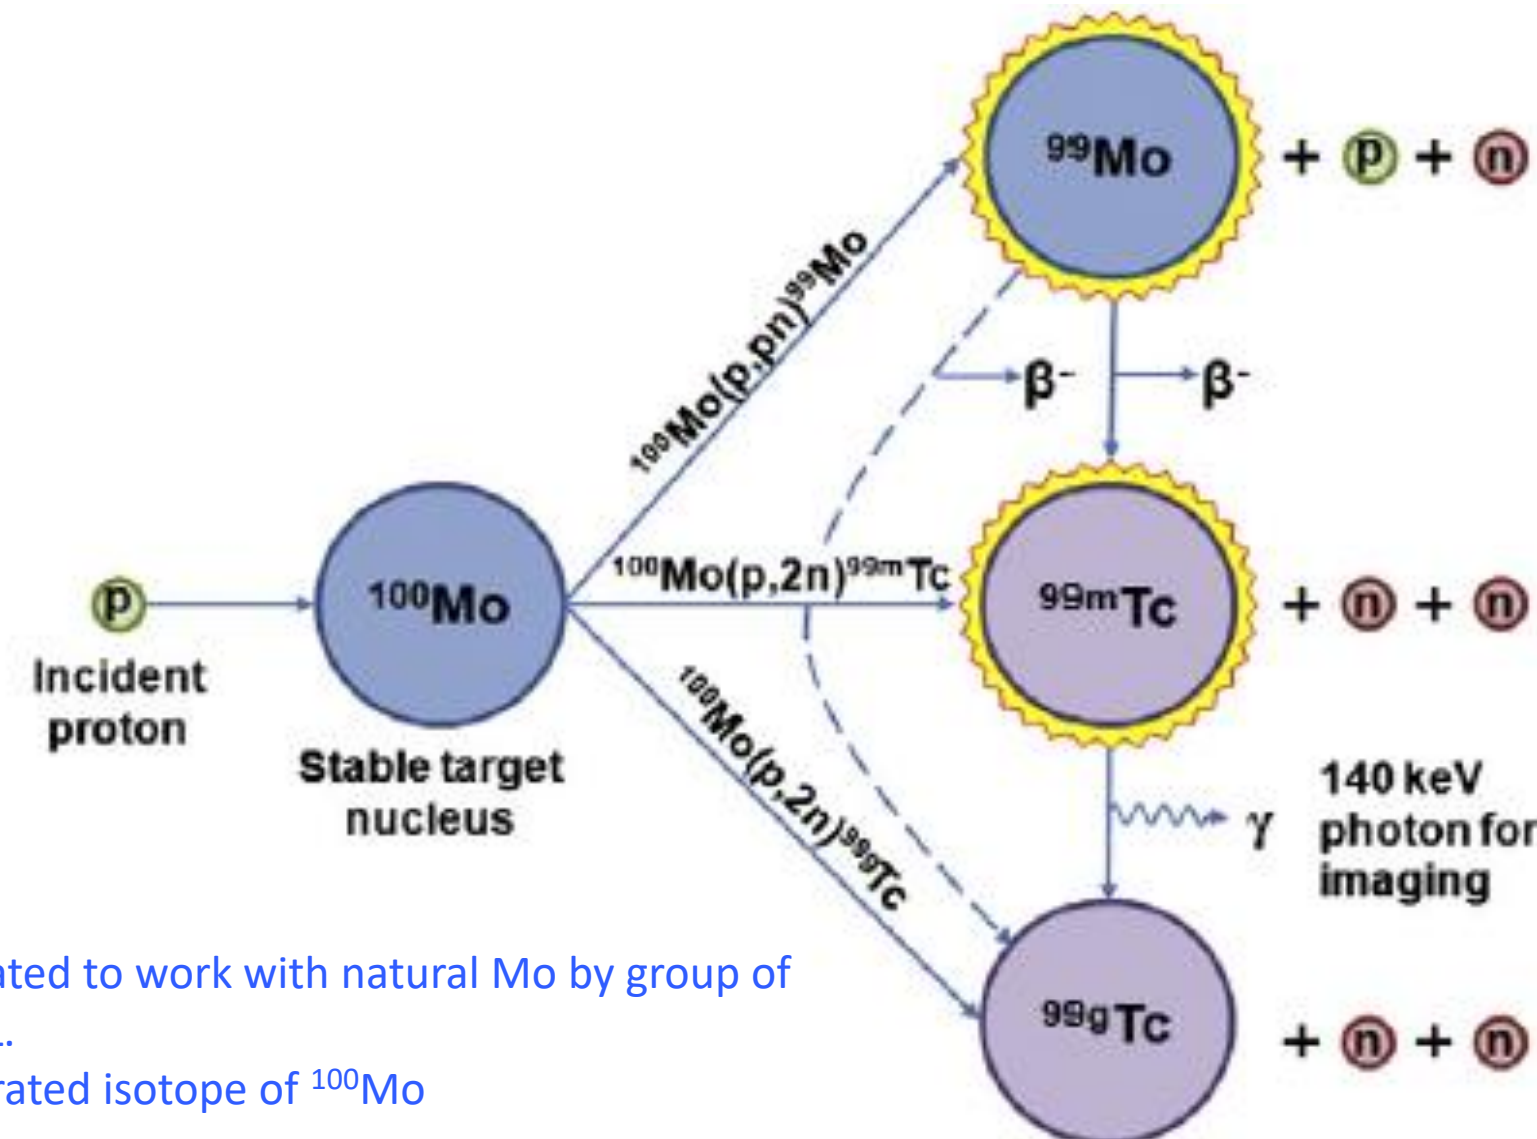 ⁹⁹Mo
+ p + n
¹⁰⁰Mo(p,pn)⁹⁹Mo
β⁻
β⁻
¹⁰⁰Mo(p,2n)⁹⁹ᵐTc
p
¹⁰⁰Mo
⁹⁹ᵐTc
+ n + n
Incident
proton
Stable target
nucleus
¹⁰⁰Mo(p,2n)⁹⁹ᵍTc
γ
140 keV
photon for
imaging
ated to work with natural Mo by group of
rated isotope of ¹⁰⁰Mo
⁹⁹ᵍTc
+ n + n